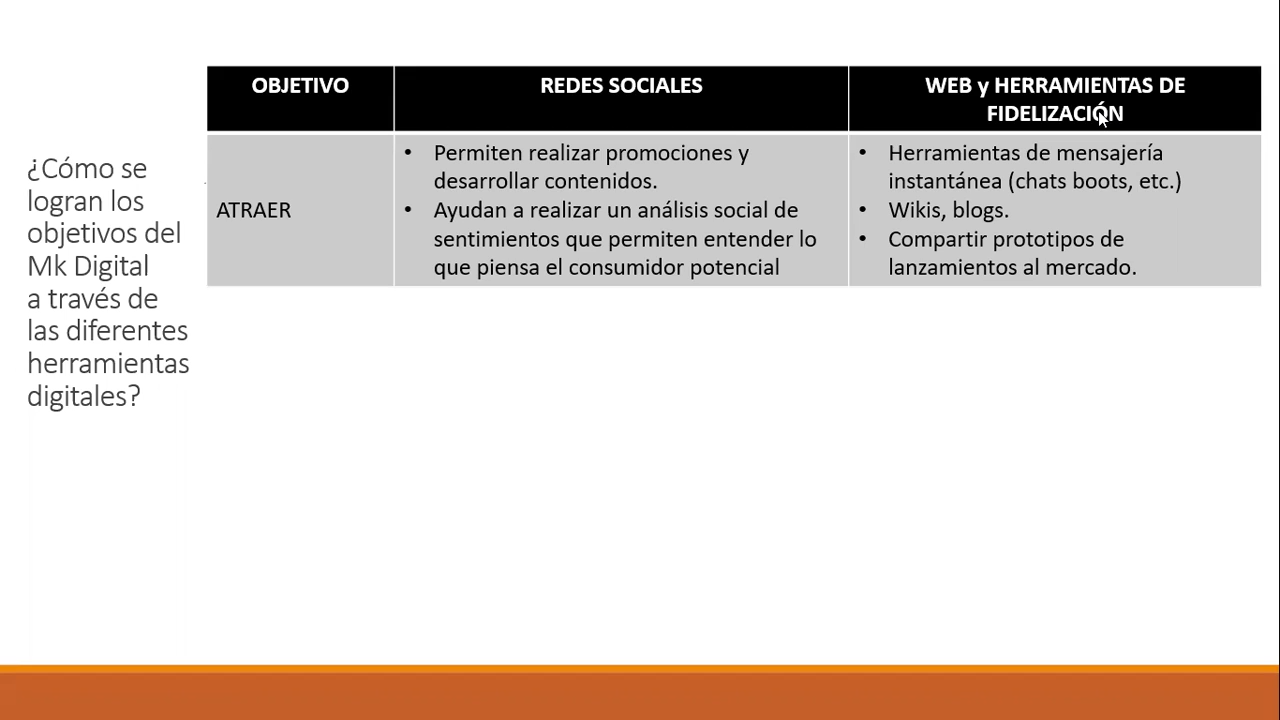 ¿Cómo se
logran los
objetivos del
Mk Digital
a través de
las diferentes
herramientas
digitales?
OBJETIVO
REDES SOCIALES
WEB y HERRAMIENTAS DE
FIDELIZACIÓN
ATRAER
• Permiten realizar promociones y
desarrollar contenidos.
• Ayudan a realizar un análisis social de
sentimientos que permiten entender lo
que piensa el consumidor potencial
• Herramientas de mensajería
instantánea (chats boots, etc.)
• Wikis, blogs.
• Compartir prototipos de
lanzamientos al mercado.